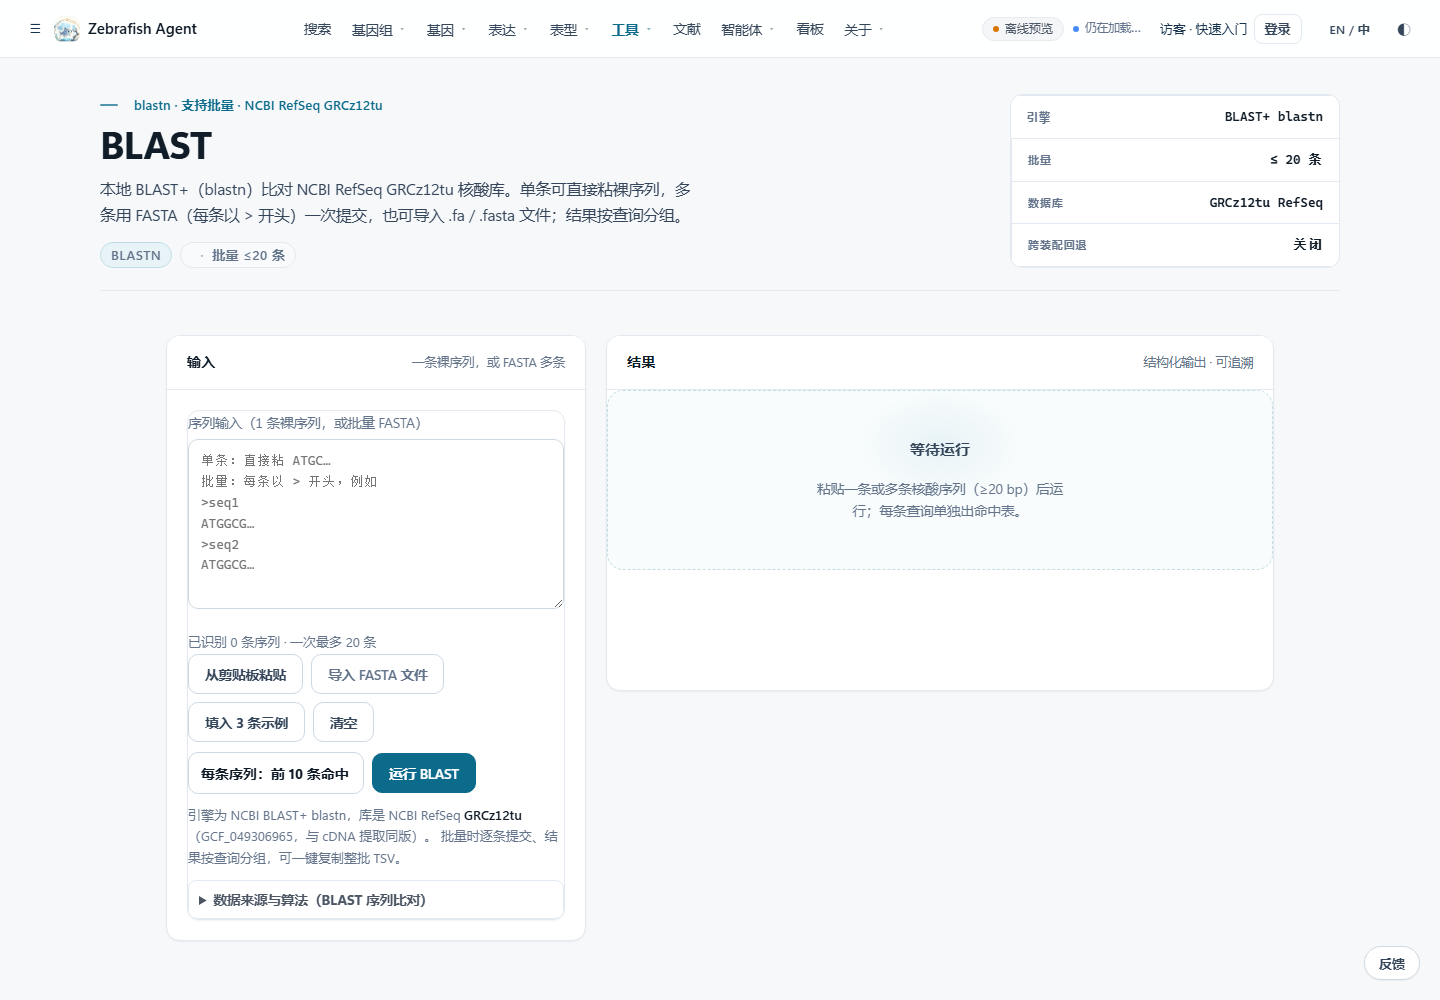 ☰ Zebrafish Agent 搜索 基因组 基因 表达 表型 工具 文献 智能体 看板 关于 离线预览 仍在加载… 访客 · 快速入门 登录 EN / 中
blastn · 支持批量 · NCBI RefSeq GRCz12tu
BLAST
本地 BLAST+（blastn）比对 NCBI RefSeq GRCz12tu 核酸库。单条可直接粘裸序列，多
条用 FASTA（每条以 > 开头）一次提交，也可导入 .fa / .fasta 文件；结果按查询分组。
BLASTN · 批量 ≤20 条
引擎 BLAST+ blastn
批量 ≤ 20 条
数据库 GRCz12tu RefSeq
跨装配回退 关闭
输入 一条裸序列，或 FASTA 多条
序列输入（1 条裸序列，或批量 FASTA）
单条：直接粘 ATGC…
批量：每条以 > 开头，例如
>seq1
ATGGCG…
>seq2
ATGGCG…
已识别 0 条序列 · 一次最多 20 条
从剪贴板粘贴 导入 FASTA 文件
填入 3 条示例 清空
每条序列：前 10 条命中 运行 BLAST
引擎为 NCBI BLAST+ blastn，库是 NCBI RefSeq GRCz12tu
（GCF_049306965，与 cDNA 提取同版）。 批量时逐条提交、结
果按查询分组，可一键复制整批 TSV。
▶ 数据来源与算法（BLAST 序列比对）
结果 结构化输出 · 可追溯
等待运行
粘贴一条或多条核酸序列（≥20 bp）后运
行；每条查询单独出命中表。
反馈